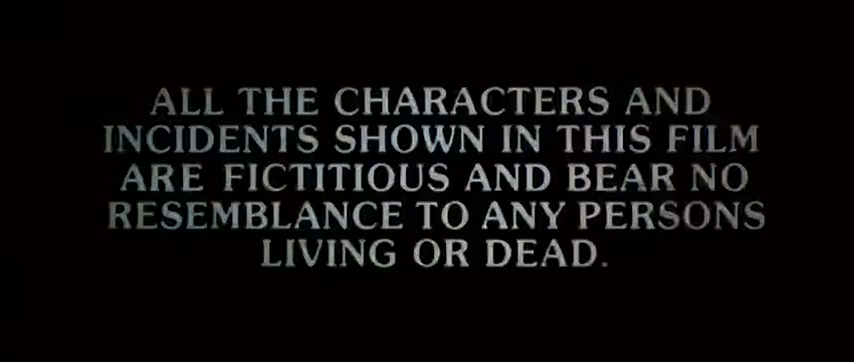 ALL THE CHARACTERS AND
INCIDENTS SHOWN IN THIS FILM
ARE FICTITIOUS AND BEAR NO
RESEMBLANCE TO ANY PERSONS
LIVING OR DEAD.